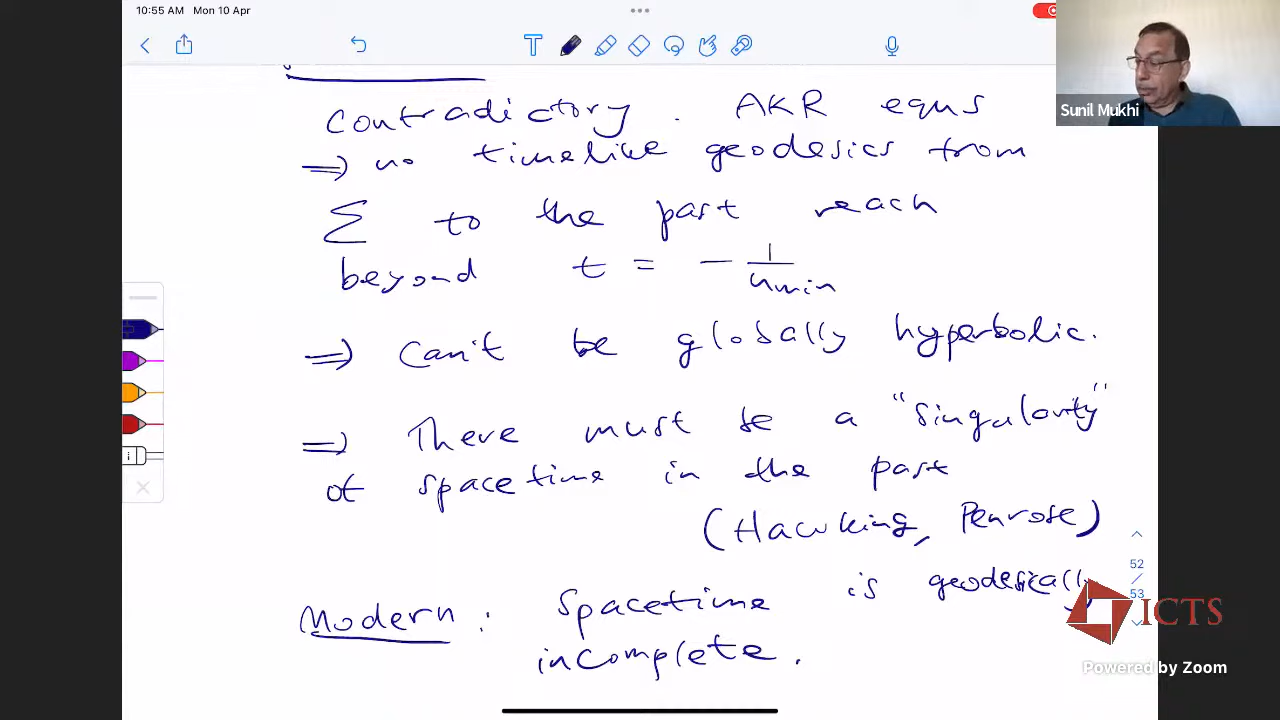 10:55 AM Mon 10 Apr
Sunil Mukhi
contradictory. AKR equns
⟹ no timelike geodesics from
Σ to the past reach
beyond t = - 1/hmin
⟹ Can't be globally hyperbolic.
⟹ There must be a "singularity"
of spacetime in the past
(Hawking, Penrose)
Modern: Spacetime is geodesically
incomplete.
52
/
53
ICTS
Powered by Zoom